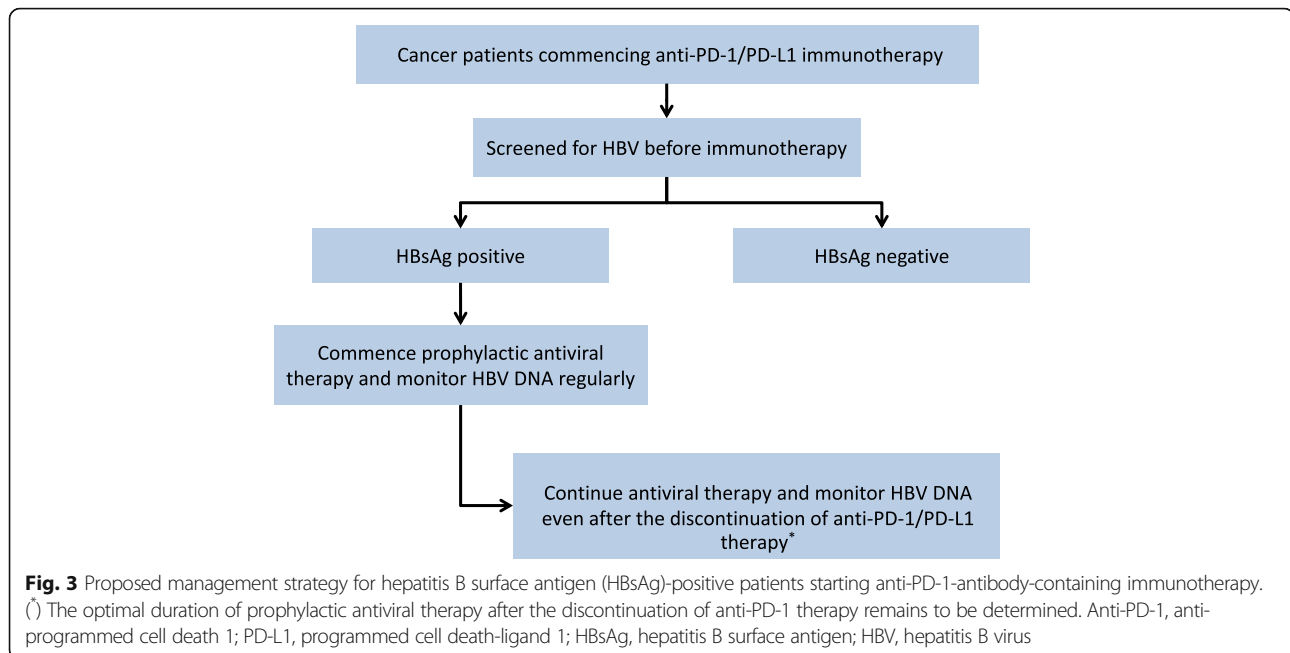 Cancer patients commencing anti-PD-1/PD-L1 immunotherapy
Screened for HBV before immunotherapy
HBsAg positive
HBsAg negative
Commence prophylactic antiviral
therapy and monitor HBV DNA regularly
Continue antiviral therapy and monitor HBV DNA
even after the discontinuation of anti-PD-1/PD-L1
therapy*
Fig. 3 Proposed management strategy for hepatitis B surface antigen (HBsAg)-positive patients starting anti-PD-1-antibody-containing immunotherapy.
(*) The optimal duration of prophylactic antiviral therapy after the discontinuation of anti-PD-1 therapy remains to be determined. Anti-PD-1, anti-
programmed cell death 1; PD-L1, programmed cell death-ligand 1; HBsAg, hepatitis B surface antigen; HBV, hepatitis B virus